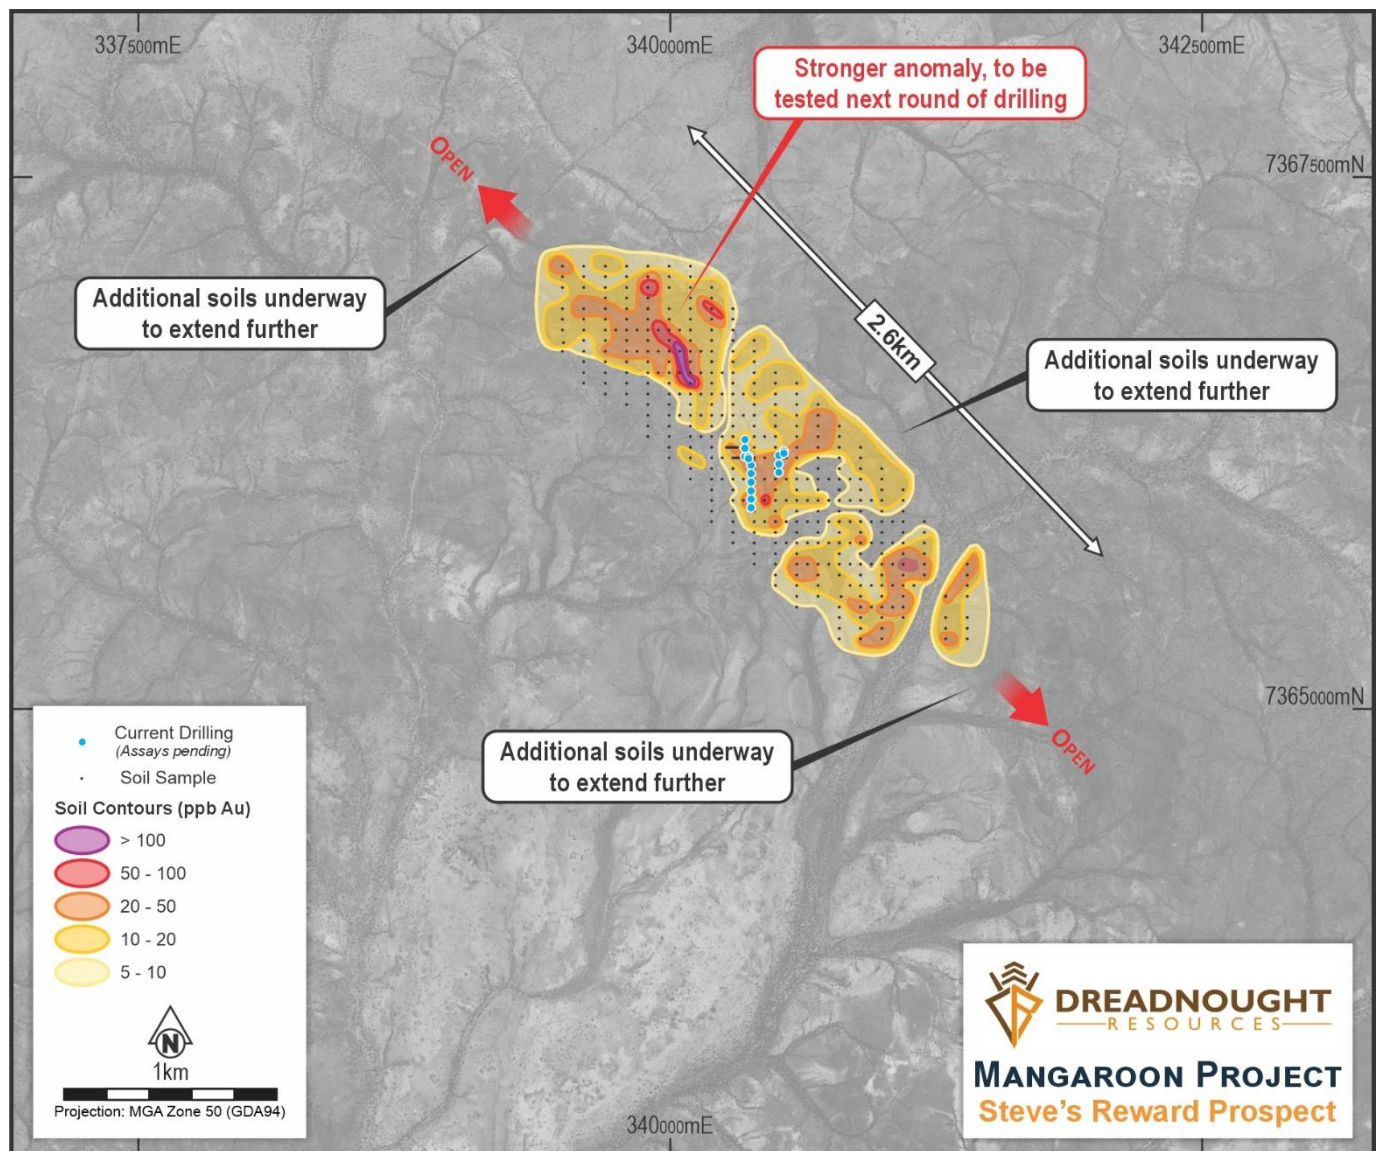 337500mE
340000mE
342500mE
Stronger anomaly, to be
tested next round of drilling
OPEN
7367500mN
Additional soils underway
to extend further
2.6km
Additional soils underway
to extend further
7365000mN
OPEN
Additional soils underway
to extend further
Current Drilling
(Assays pending)
Soil Sample
Soil Contours (ppb Au)
> 100
50 - 100
20 - 50
10 - 20
5 - 10
N
1km
Projection: MGA Zone 50 (GDA94)
340000mE
DREADNOUGHT
RESOURCES
MANGAROON PROJECT
Steve's Reward Prospect